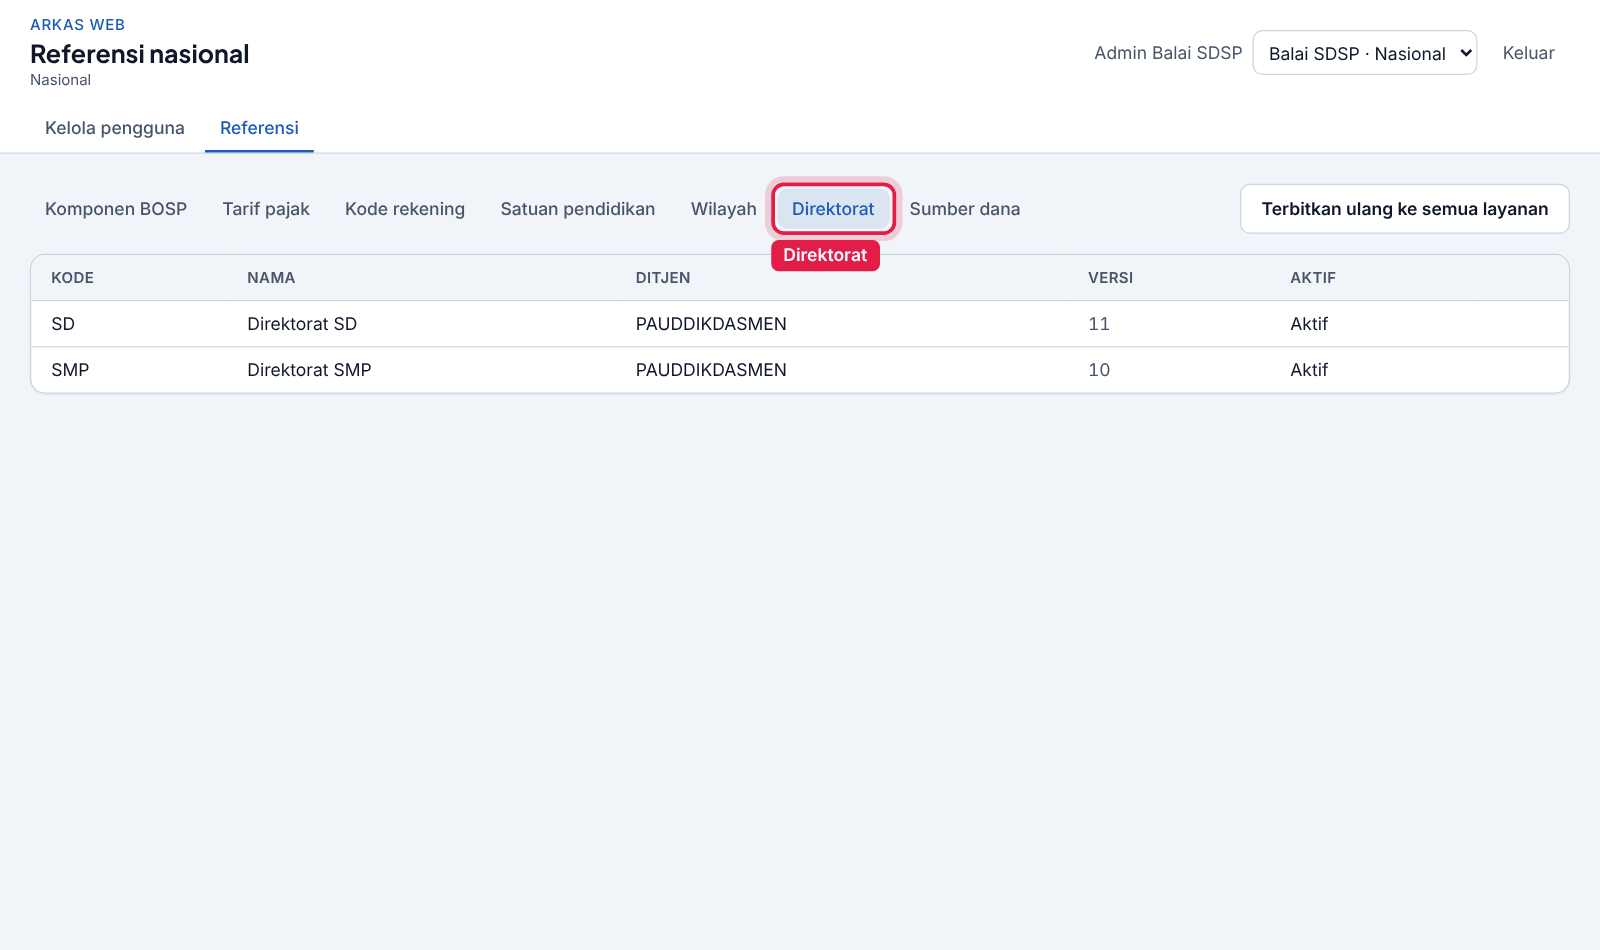 ARKAS WEB
Referensi nasional
Nasional
Admin Balai SDSP
Balai SDSP · Nasional
Keluar
Kelola pengguna
Referensi
Komponen BOSP
Tarif pajak
Kode rekening
Satuan pendidikan
Wilayah
Direktorat
Sumber dana
Terbitkan ulang ke semua layanan
Direktorat
KODE NAMA DITJEN VERSI AKTIF
SD Direktorat SD PAUDDIKDASMEN 11 Aktif
SMP Direktorat SMP PAUDDIKDASMEN 10 Aktif